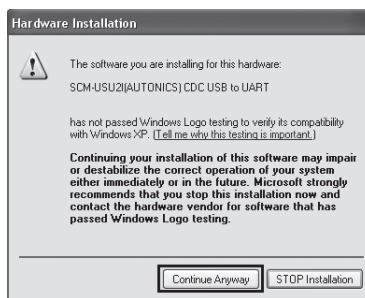 Hardware Installation
The software you are installing for this hardware:
SCM-USU2I(AUTONICS) CDC USB to UART
has not passed Windows Logo testing to verify its compatibility
with Windows XP. (Tell me why this testing is important.)
Continuing your installation of this software may impair
or destabilize the correct operation of your system
either immediately or in the future. Microsoft strongly
recommends that you stop this installation now and
contact the hardware vendor for software that has
passed Windows Logo testing.
Continue Anyway
STOP Installation